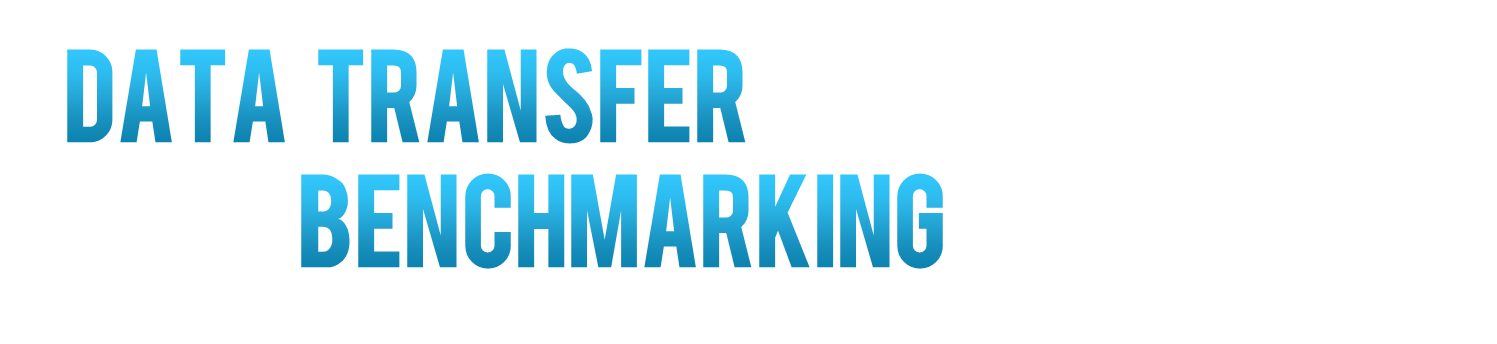 DATA TRANSFER
BENCHMARKING